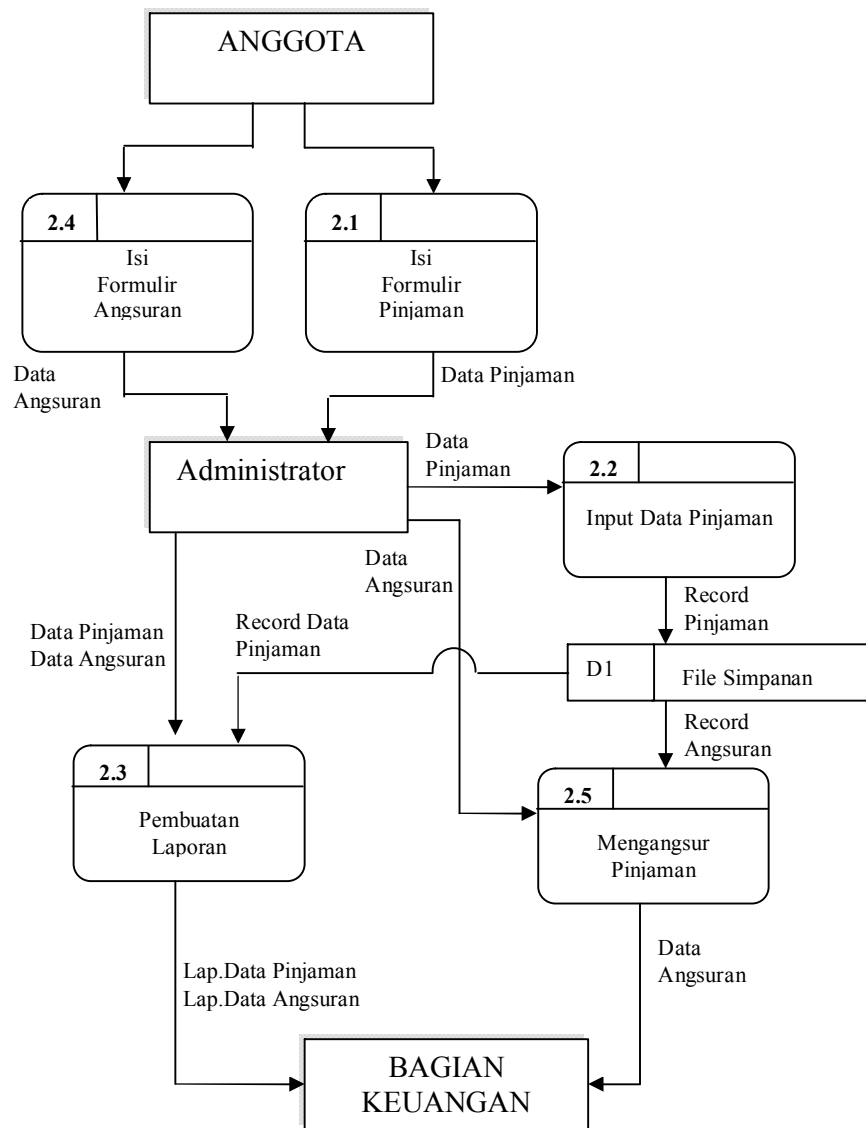 ANGGOTA
2.4
Isi
Formulir
Angsuran
2.1
Isi
Formulir
Pinjaman
Data
Angsuran
Data Pinjaman
Administrator
Data
Pinjaman
2.2
Input Data Pinjaman
Data
Angsuran
Record
Pinjaman
Data Pinjaman
Data Angsuran
Record Data
Pinjaman
D1
File Simpanan
Record
Angsuran
2.3
Pembuatan
Laporan
2.5
Mengangsur
Pinjaman
Lap.Data Pinjaman
Lap.Data Angsuran
Data
Angsuran
BAGIAN
KEUANGAN